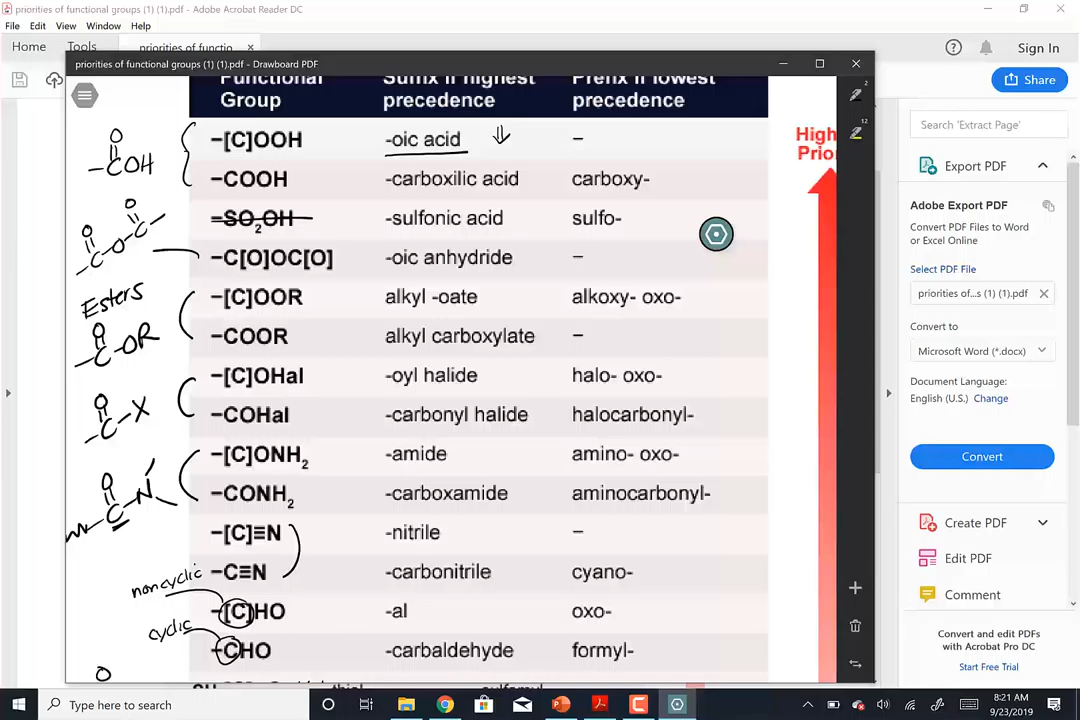 priorities of functional groups (1) (1).pdf - Adobe Acrobat Reader DC
File Edit View Window Help
Home Tools priorities of functio... × Sign In
priorities of functional groups (1) (1).pdf - Drawboard PDF
Share
Functional Group Suffix if highest precedence Prefix if lowest precedence
−[C]OOH -oic acid −
−COOH -carboxilic acid carboxy-
−SO2OH -sulfonic acid sulfo-
−C[O]OC[O] -oic anhydride −
−[C]OOR alkyl -oate alkoxy- oxo-
−COOR alkyl carboxylate −
−[C]OHal -oyl halide halo- oxo-
−COHal -carbonyl halide halocarbonyl-
−[C]ONH2 -amide amino- oxo-
−CONH2 -carboxamide aminocarbonyl-
−[C]≡N -nitrile −
−C≡N -carbonitrile cyano-
−[C]HO -al oxo-
−CHO -carbaldehyde formyl-
O
-COH
O O
-C O C
Esters
O
-C-OR
O
-C-X
O
C N
noncyclic
cyclic
O
High
Prior
Search 'Extract Page'
Export PDF
Adobe Export PDF
Convert PDF Files to Word
or Excel Online
Select PDF File
priorities of...s (1) (1).pdf ×
Convert to
Microsoft Word (*.docx)
Document Language:
English (U.S.) Change
Convert
Create PDF
Edit PDF
Comment
Convert and edit PDFs
with Acrobat Pro DC
Start Free Trial
Type here to search
8:21 AM
9/23/2019